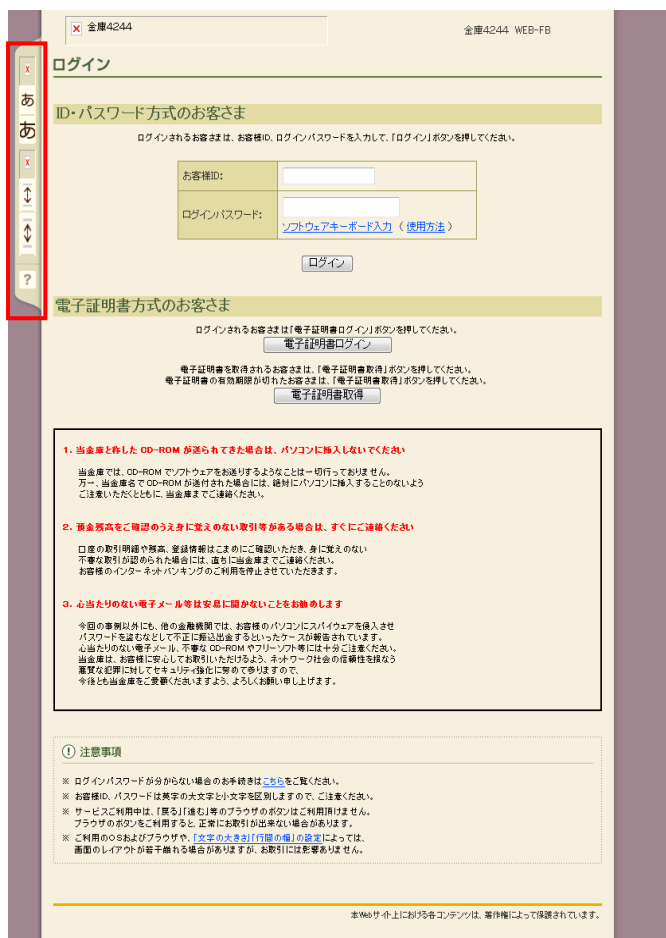 金庫4244
金庫4244 WEB-FB
ログイン
あ
あ
?
ID・パスワード方式のお客さま
ログインされるお客さまは、お客様ID、ログインパスワードを入力して、「ログイン」ボタンを押してください。
お客様ID:
ログインパスワード:
ソフトウェアキーボード入力 ( 使用方法 )
ログイン
電子証明書方式のお客さま
ログインされるお客さまは「電子証明書ログイン」ボタンを押してください。
電子証明書ログイン
電子証明書を取得されるお客さまは、「電子証明書取得」ボタンを押してください。
電子証明書の有効期限が切れたお客さまは、「電子証明書取得」ボタンを押してください。
電子証明書取得
1. 当金庫と称した CD-ROM が送られてきた場合は、パソコンに挿入しないでください
当金庫では、CD-ROM でソフトウェアをお送りするようなことは一切行っておりません。
万一、当金庫名で CD-ROM が送付された場合には、絶対にパソコンに挿入することのないよう
ご注意いただくとともに、当金庫までご連絡ください。
2. 預金残高をご確認のうえ身に覚えのない取引等がある場合は、すぐにご連絡ください
口座の取引明細や残高、登録情報はこまめにご確認いただき、身に覚えのない
不審な取引が認められた場合には、直ちに当金庫までご連絡ください。
お客様のインターネットバンキングのご利用を停止させていただきます。
3. 心当たりのない電子メール等は安易に開かないことをお勧めします
今回の事例以外にも、他の金融機関では、お客様のパソコンにスパイウェアを侵入させ
パスワードを盗むなどして不正に振込出金するといったケースが報告されています。
心当たりのない電子メール、不審な CD-ROM やフリーソフト等には十分ご注意ください。
当金庫は、お客様に安心してお取引いただけるよう、ネットワーク社会の信頼性を損なう
悪質な犯罪に対してセキュリティ強化に努めて参りますので、
今後とも当金庫をご愛顧くださいますよう、よろしくお願い申し上げます。
注意事項
※ ログインパスワードが分からない場合のお手続きはこちらをご覧ください。
※ お客様ID、パスワードは英字の大文字と小文字を区別しますので、ご注意ください。
※ サービスご利用中は、「戻る」「進む」等のブラウザのボタンはご利用頂けません。
ブラウザのボタンをご利用すると、正常にお取引が出来ない場合があります。
※ ご利用のOSおよびブラウザや、「文字の大きさ」「行間の幅」の設定によっては、
画面のレイアウトが若干崩れる場合がありますが、お取引には影響ありません。
本Webサイト上における各コンテンツは、著作権によって保護されています。